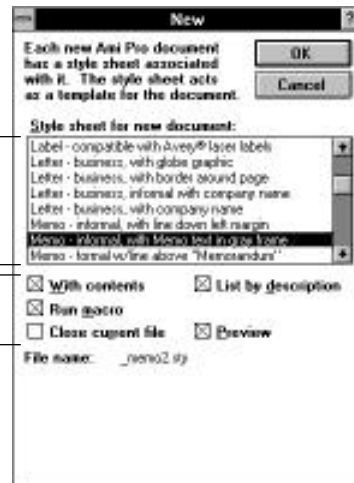 New
?
Each new Ami Pro document
has a style sheet associated
with it. The style sheet acts
as a template for the document.
OK
Cancel
Style sheet for new document:
Label - compatible with Avery® laser labels
Letter - business, with globe graphic
Letter - business, with border around page
Letter - business, informal with company name
Letter - business, with company name
Memo - informal, with line down left margin
Memo - informal, with Memo text in gray frame
Memo - formal w/line above "Memorandum"
With contents
List by description
Run macro
Close current file
Preview
File name: _memo2.sty